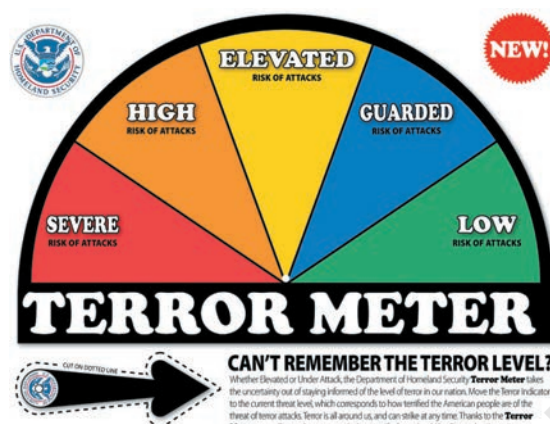 U.S. DEPARTMENT OF
HOMELAND SECURITY
NEW!
ELEVATED
RISK OF ATTACKS
HIGH
RISK OF ATTACKS
GUARDED
RISK OF ATTACKS
SEVERE
RISK OF ATTACKS
LOW
RISK OF ATTACKS
TERROR METER
CUT ON DOTTED LINE
CAN'T REMEMBER THE TERROR LEVEL?
Whether Elevated or Under Attack, the Department of Homeland Security Terror Meter takes
the uncertainty out of staying informed of the level of terror in our nation. Move the Terror Indicator
to the current threat level, which corresponds to how terrified the American people are of the
threat of terror attacks. Terror is all around us, and can strike at any time. Thanks to the Terror